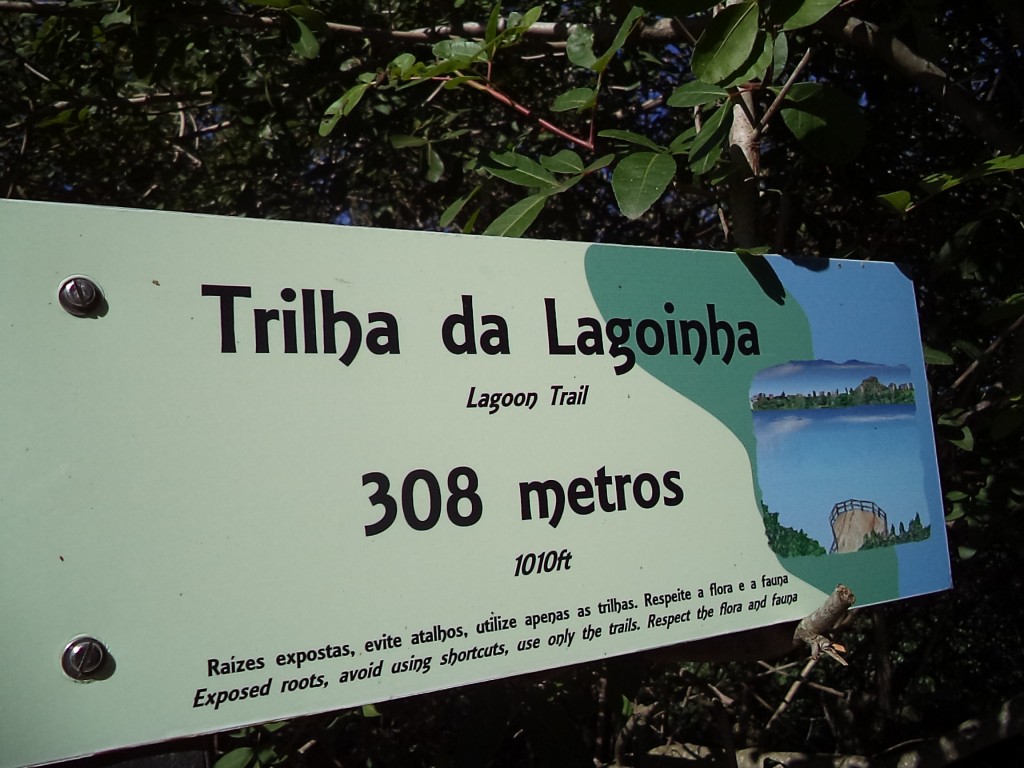 Trilha da Lagoinha
Lagoon Trail
308 metros
1010ft
Raízes expostas, evite atalhos, utilize apenas as trilhas. Respeite a flora e a fauna
Exposed roots, avoid using shortcuts, use only the trails. Respect the flora and fauna